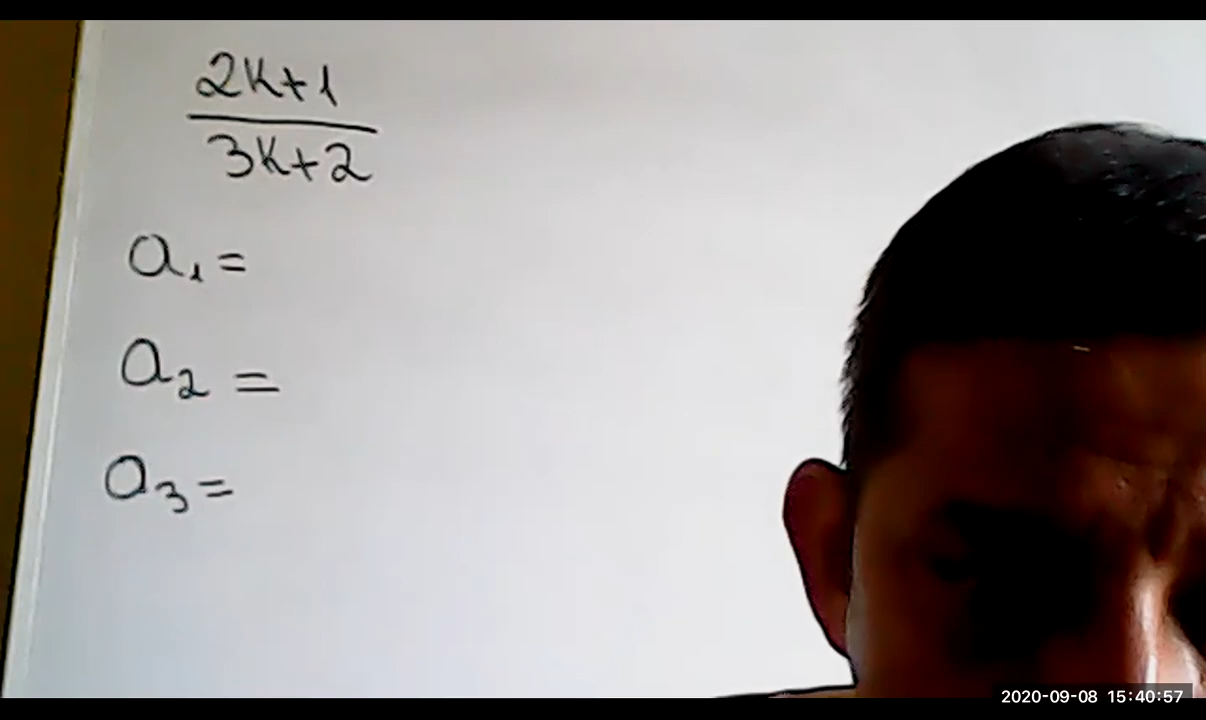 2k+1
3k+2
a₁=
a₂ =
a₃=
2020-09-08 15:40:57